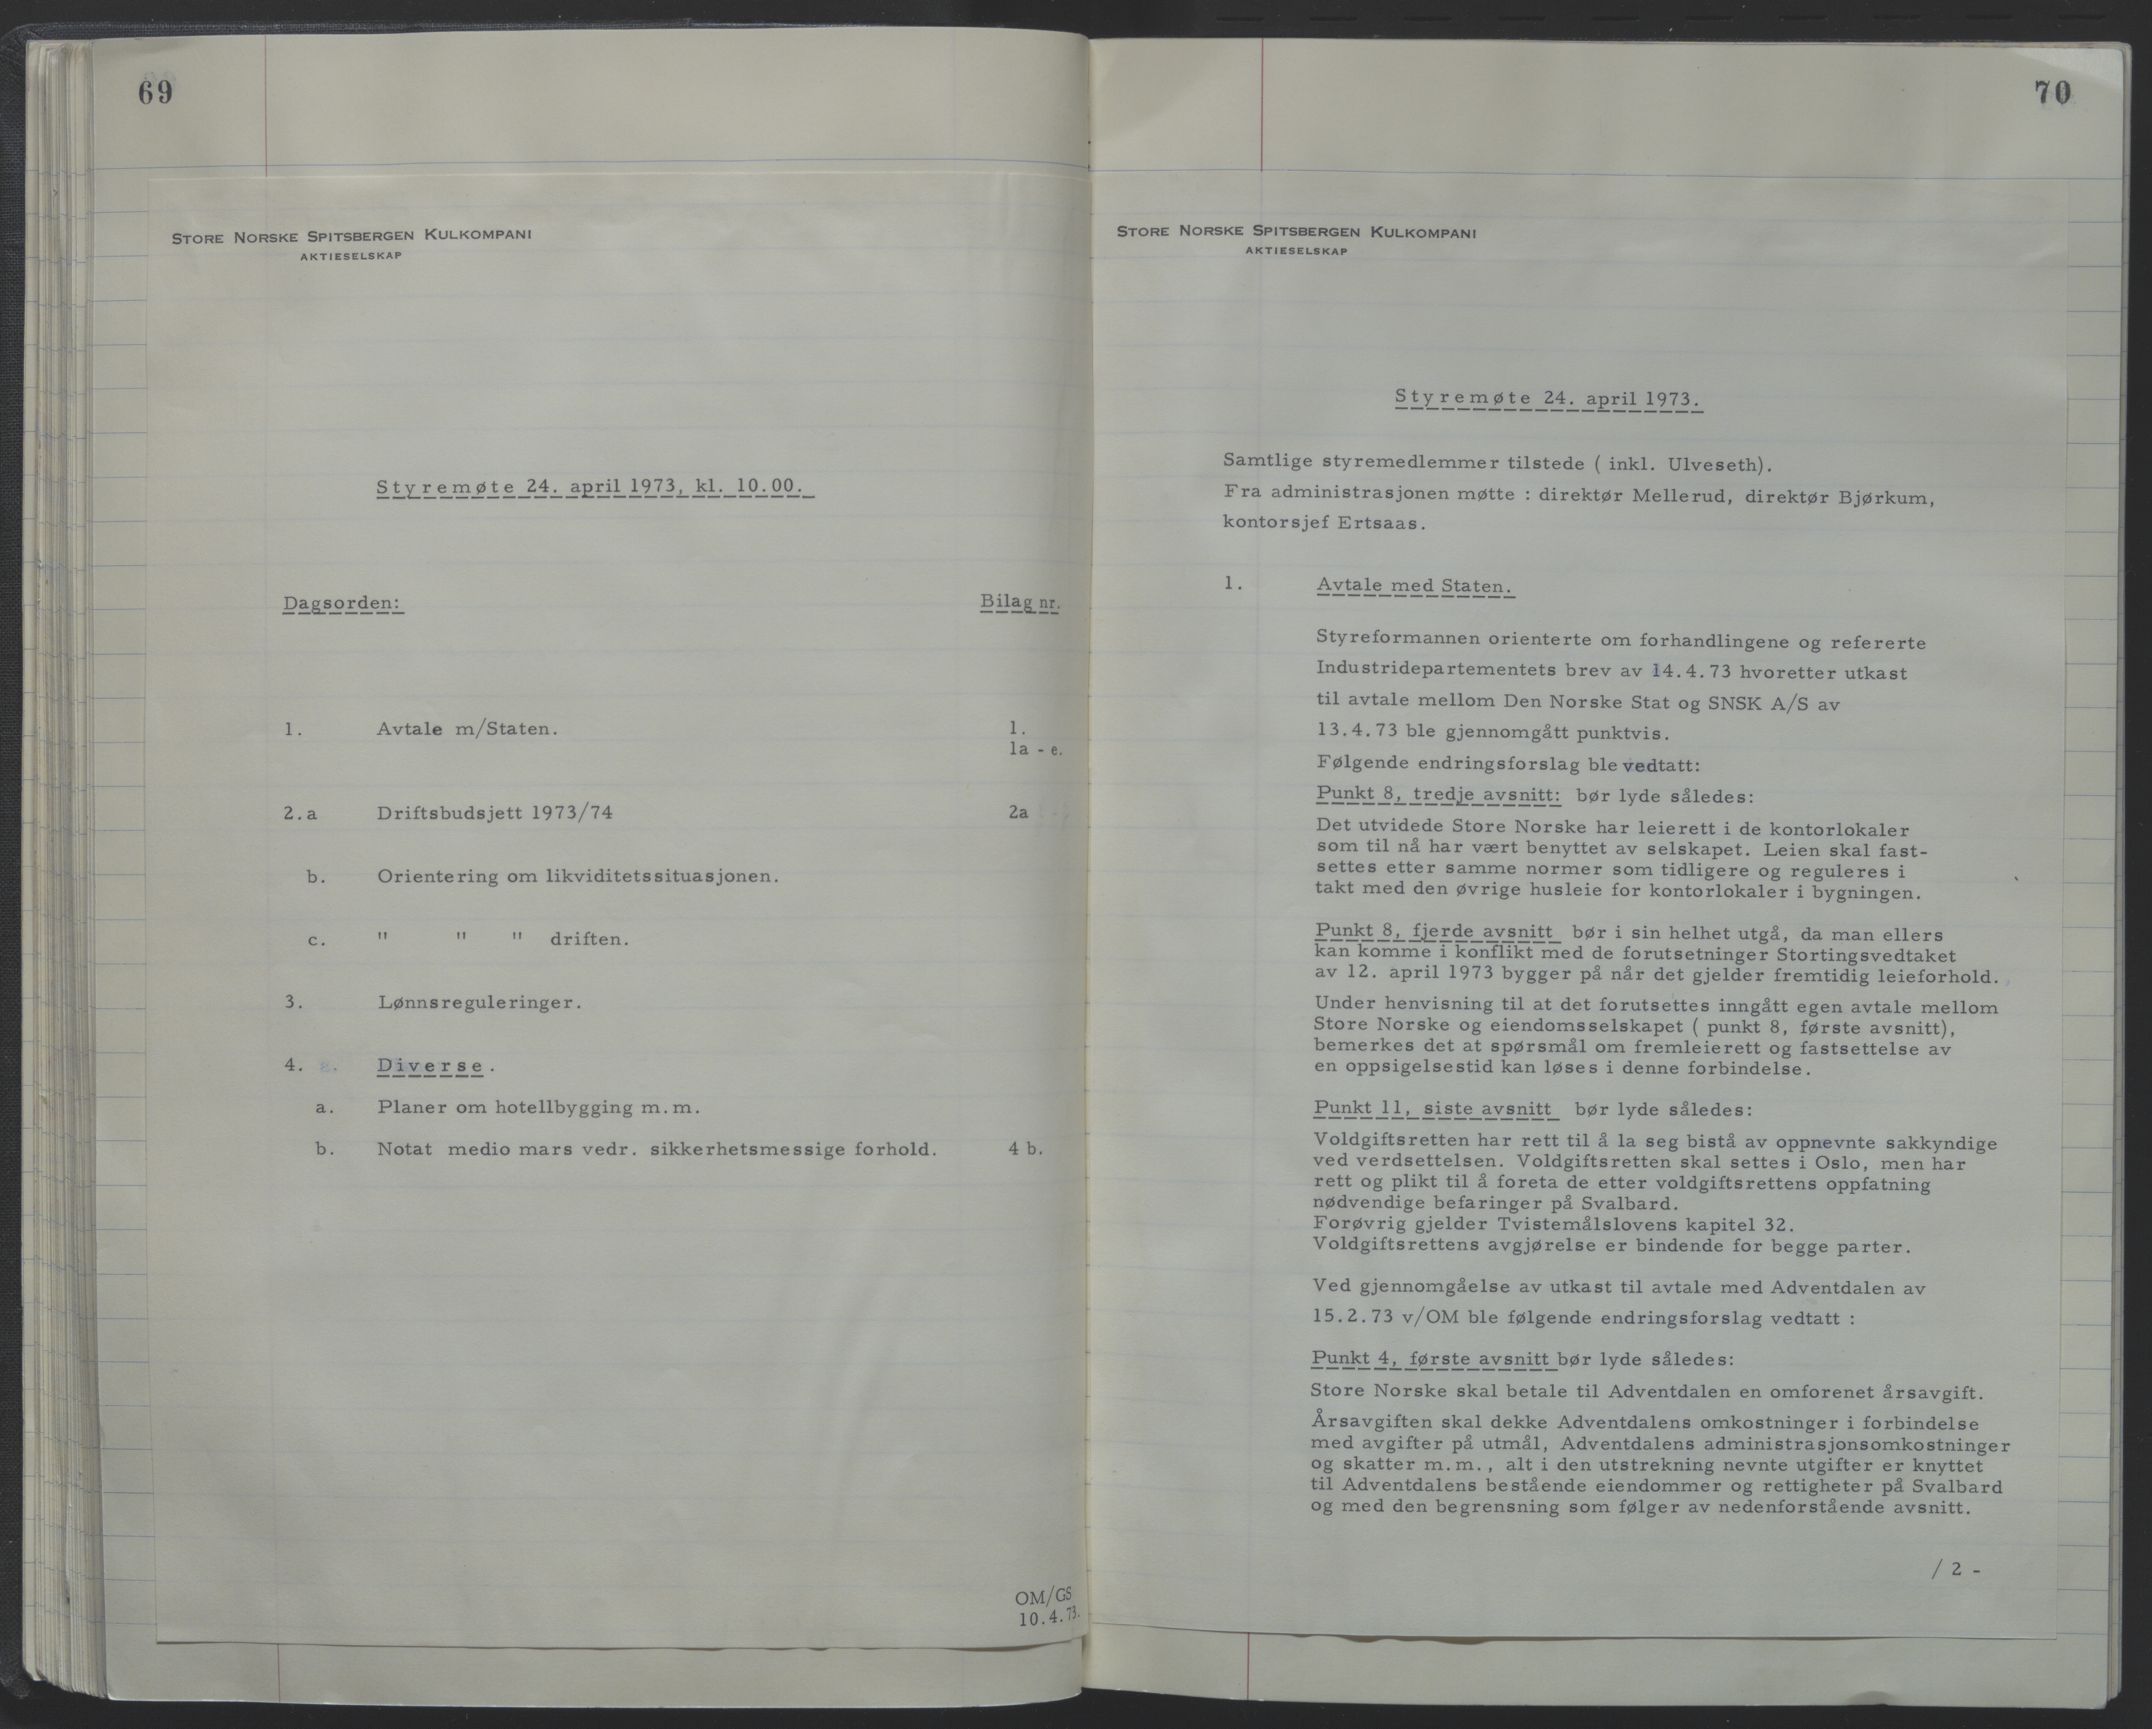 69
STORE NORSKE SPITSBERGEN KULKOMPANI
AKTIESELSKAP
Styremøte 24. april 1973, kl. 10.00.
Dagsorden: Bilag nr.
1. Avtale m/Staten. 1.
1a - e.
2.a Driftsbudsjett 1973/74 2a
b. Orientering om likviditetssituasjonen.
c. " " " driften.
3. Lønnsreguleringer.
4. Diverse.
a. Planer om hotellbygging m.m.
b. Notat medio mars vedr. sikkerhetsmessige forhold. 4 b.
OM/GS
10.4.73.
70
STORE NORSKE SPITSBERGEN KULKOMPANI
AKTIESELSKAP
Styremøte 24. april 1973.
Samtlige styremedlemmer tilstede ( inkl. Ulveseth).
Fra administrasjonen møtte : direktør Mellerud, direktør Bjørkum,
kontorsjef Ertsaas.
1. Avtale med Staten.
Styreformannen orienterte om forhandlingene og refererte
Industridepartementets brev av 14.4.73 hvoretter utkast
til avtale mellom Den Norske Stat og SNSK A/S av
13.4.73 ble gjennomgått punktvis.
Følgende endringsforslag ble vedtatt:
Punkt 8, tredje avsnitt: bør lyde således:
Det utvidede Store Norske har leierett i de kontorlokaler
som til nå har vært benyttet av selskapet. Leien skal fast-
settes etter samme normer som tidligere og reguleres i
takt med den øvrige husleie for kontorlokaler i bygningen.
Punkt 8, fjerde avsnitt bør i sin helhet utgå, da man ellers
kan komme i konflikt med de forutsetninger Stortingsvedtaket
av 12. april 1973 bygger på når det gjelder fremtidig leieforhold.
Under henvisning til at det forutsettes inngått egen avtale mellom
Store Norske og eiendomsselskapet ( punkt 8, første avsnitt),
bemerkes det at spørsmål om fremleierett og fastsettelse av
en oppsigelsestid kan løses i denne forbindelse.
Punkt 11, siste avsnitt bør lyde således:
Voldgiftsretten har rett til å la seg bistå av oppnevnte sakkyndige
ved verdsettelsen. Voldgiftsretten skal settes i Oslo, men har
rett og plikt til å foreta de etter voldgiftsrettens oppfatning
nødvendige befaringer på Svalbard.
Forøvrig gjelder Tvistemålslovens kapitel 32.
Voldgiftsrettens avgjørelse er bindende for begge parter.
Ved gjennomgåelse av utkast til avtale med Adventdalen av
15.2.73 v/OM ble følgende endringsforslag vedtatt :
Punkt 4, første avsnitt bør lyde således:
Store Norske skal betale til Adventdalen en omforenet årsavgift.
Årsavgiften skal dekke Adventdalens omkostninger i forbindelse
med avgifter på utmål, Adventdalens administrasjonsomkostninger
og skatter m.m., alt i den utstrekning nevnte utgifter er knyttet
til Adventdalens bestående eiendommer og rettigheter på Svalbard
og med den begrensning som følger av nedenforstående avsnitt.
/ 2 -